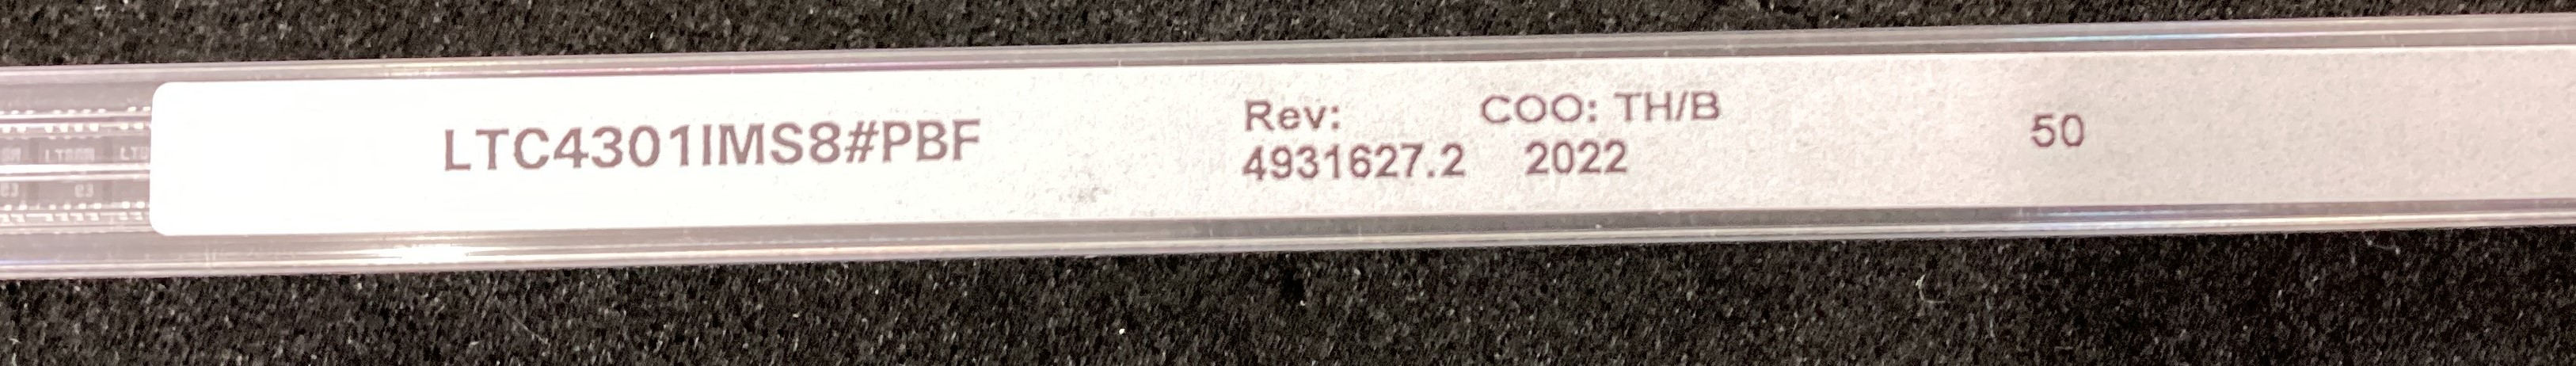 LTC4301IMS8#PBF
Rev: COO: TH/B
4931627.2 2022
50